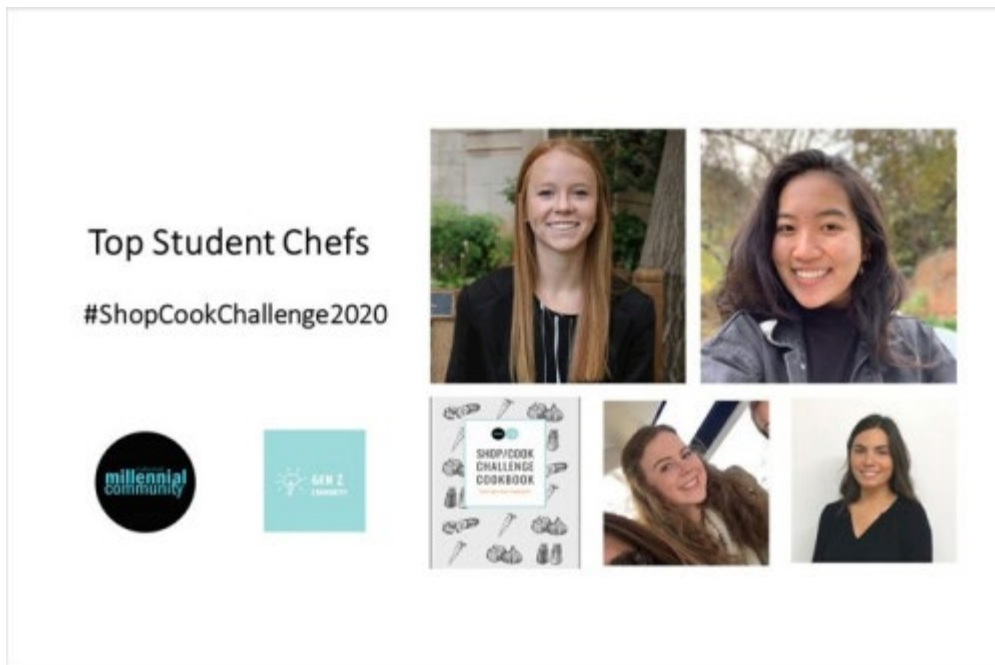 Top Student Chefs
#ShopCookChallenge2020
millennial
community
GEN Z
COMMUNITY
SHOP/COOK
CHALLENGE
COOKBOOK